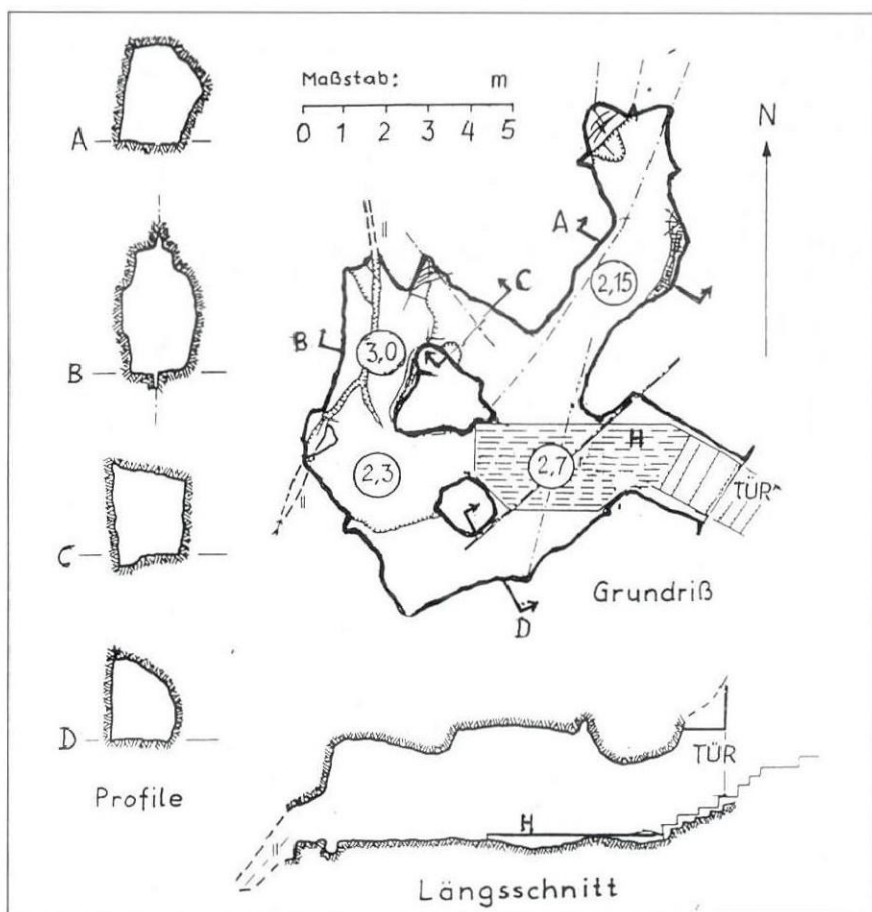 Maßstab: m
0 1 2 3 4 5
N
A
B
C
D
Profile
A
A
B
C
D
2,15
3,0
2,3
2,7
H
TÜR
Grundriß
H
TÜR
Längsschnitt